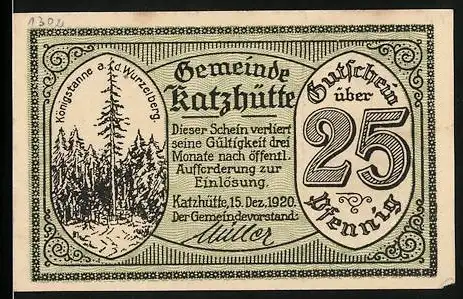 1302
Königstanne a. d. Wurzelberg.
Gemeinde
Katzhütte
Dieser Schein verliert
seine Gültigkeit drei
Monate nach öffentl.
Aufforderung zur
Einlösung.
Katzhütte, 15. Dez. 1920.
Der Gemeindevorstand:
Müller
Gutschein
über
25
Pfennig